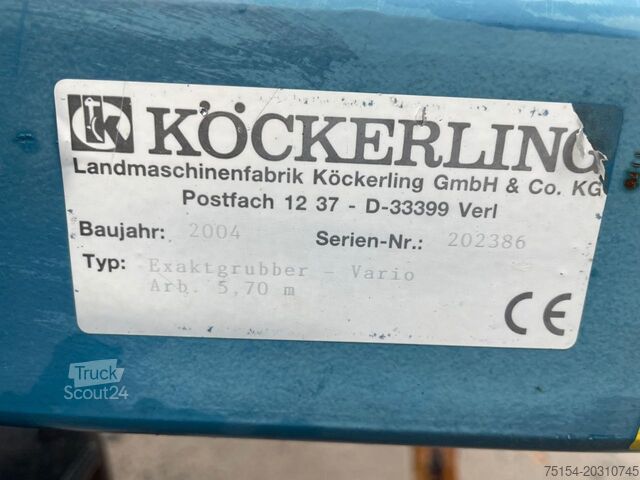 KÖCKERLING
Landmaschinenfabrik Köckerling GmbH & Co. KG
Postfach 12 37 - D-33399 Verl
Baujahr: 2004 Serien-Nr.: 202386
Typ: Exaktgrubber - Vario
Arb. 5,70 m
CE
Truck
Scout24
75154-20310745